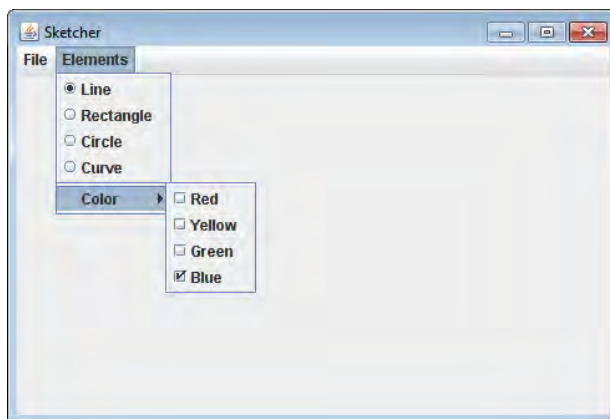 Sketcher
File Elements
Line
Rectangle
Circle
Curve
Color
Red
Yellow
Green
Blue